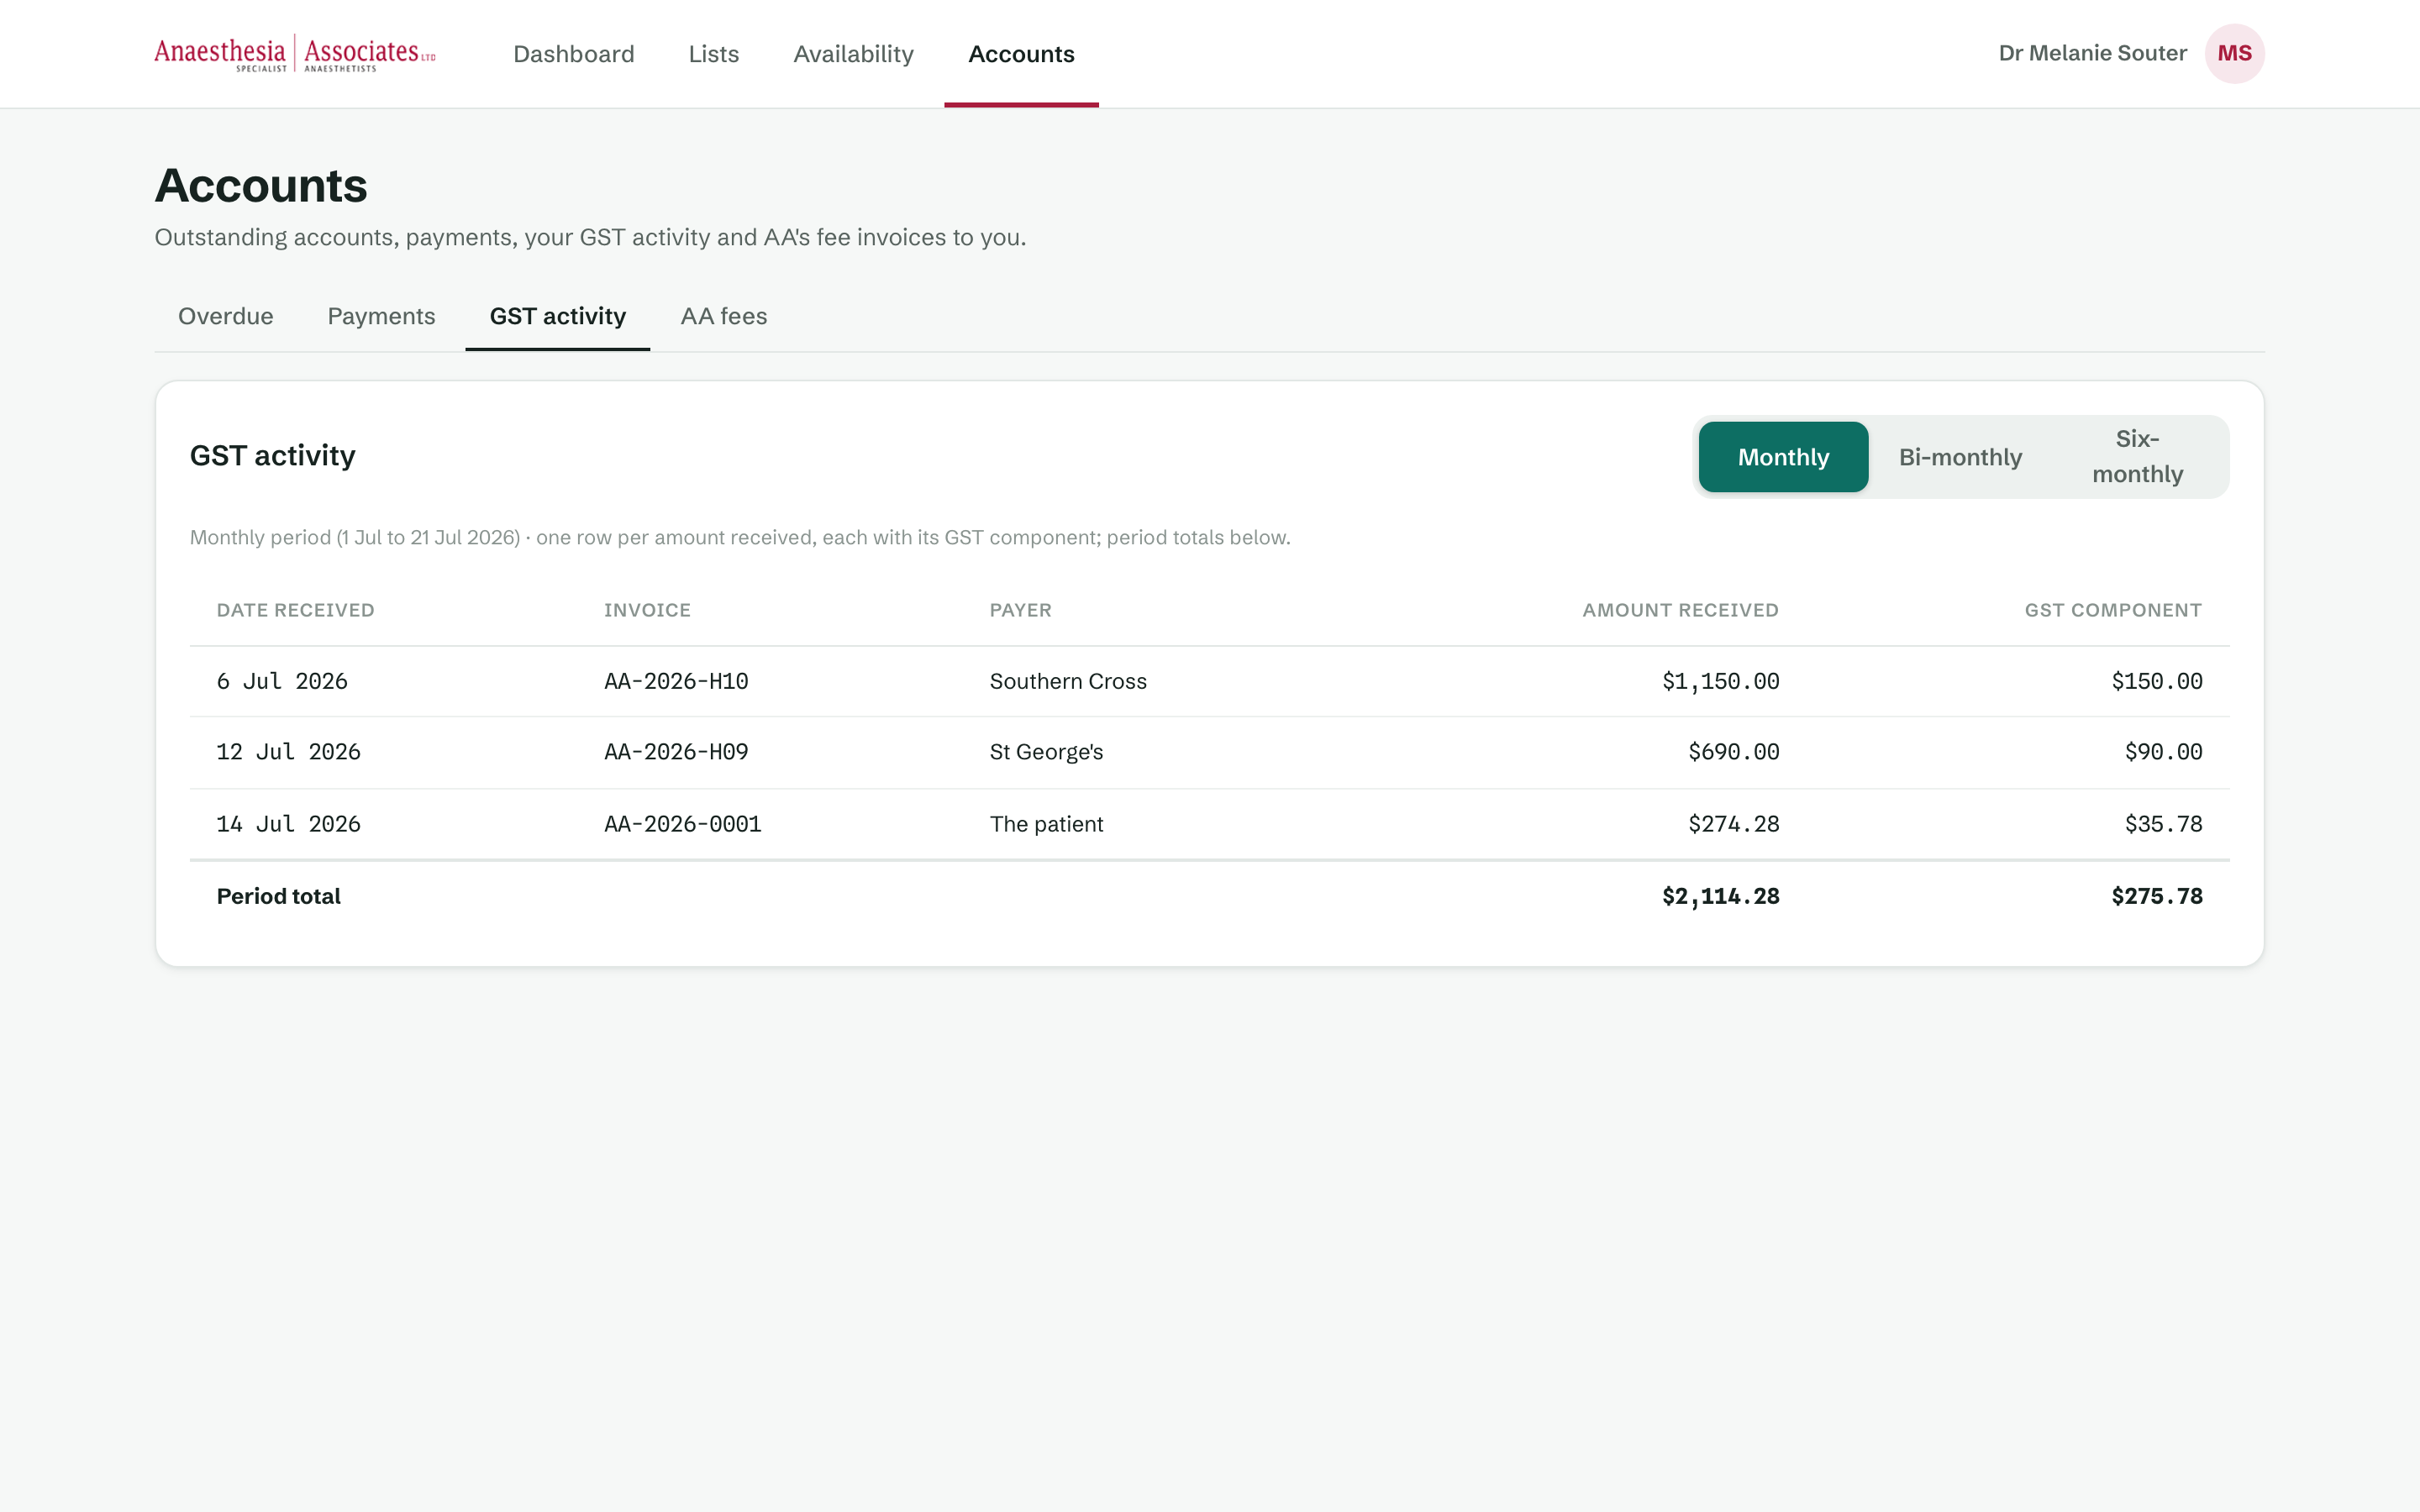 Anaesthesia Associates LTD
SPECIALIST ANAESTHETISTS
Dashboard
Lists
Availability
Accounts
Dr Melanie Souter
MS
Accounts
Outstanding accounts, payments, your GST activity and AA's fee invoices to you.
Overdue
Payments
GST activity
AA fees
GST activity
Monthly
Bi-monthly
Six-
monthly
Monthly period (1 Jul to 21 Jul 2026) · one row per amount received, each with its GST component; period totals below.
DATE RECEIVED INVOICE PAYER AMOUNT RECEIVED GST COMPONENT
6 Jul 2026 AA-2026-H10 Southern Cross $1,150.00 $150.00
12 Jul 2026 AA-2026-H09 St George's $690.00 $90.00
14 Jul 2026 AA-2026-0001 The patient $274.28 $35.78
Period total $2,114.28 $275.78